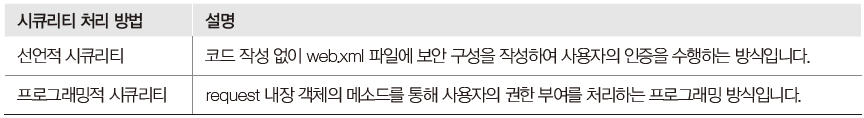 시큐리티 처리 방법 설명
선언적 시큐리티 코드 작성 없이 web.xml 파일에 보안 구성을 작성하여 사용자의 인증을 수행하는 방식입니다.
프로그래밍적 시큐리티 request 내장 객체의 메소드를 통해 사용자의 권한 부여를 처리하는 프로그래밍 방식입니다.